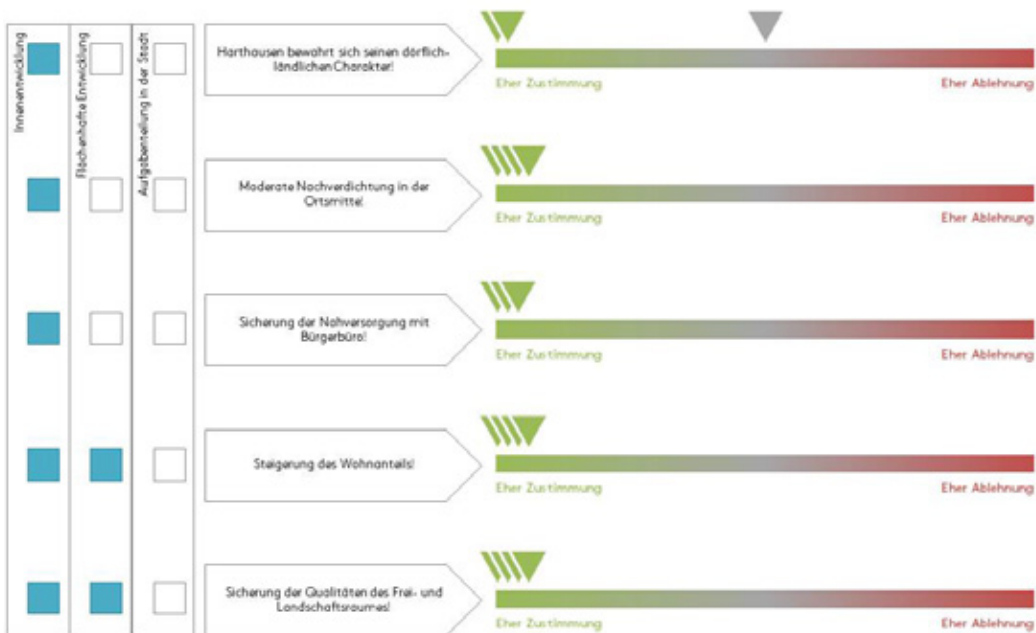 Innenentwicklung
Flächenhafte Entwicklung
Aufgabenteilung in der Stadt
Harthausen bewahrt sich seinen dörflich-
ländlichen Charakter!
Eher Zustimmung
Eher Ablehnung
Moderate Nachverdichtung in der
Ortsmitte!
Eher Zustimmung
Eher Ablehnung
Sicherung der Nahversorgung mit
Bürgerbüro!
Eher Zustimmung
Eher Ablehnung
Steigerung des Wohnanteils!
Eher Zustimmung
Eher Ablehnung
Sicherung der Qualitäten des Frei- und
Landschaftsraumes!
Eher Zustimmung
Eher Ablehnung